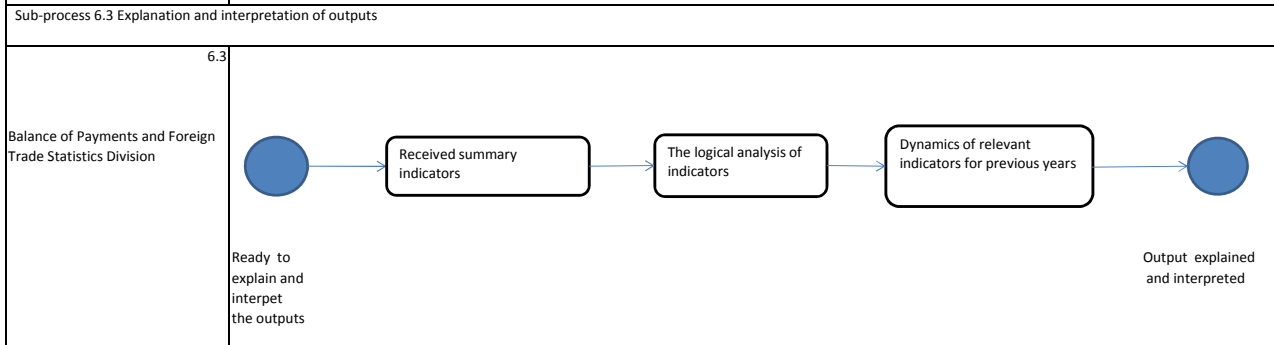 Sub-process 6.3 Explanation and interpretation of outputs
6.3
Balance of Payments and Foreign
Trade Statistics Division
Received summary
indicators
The logical analysis of
indicators
Dynamics of relevant
indicators for previous years
Ready to
explain and
interpet
the outputs
Output explained
and interpreted